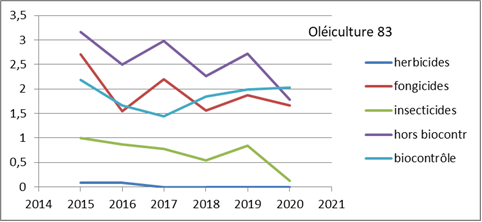 Oléiculture 83
3,5
3
2,5
2
1,5
1
0,5
0
2014 2015 2016 2017 2018 2019 2020 2021
herbicides
fongicides
insecticides
hors biocontr
biocontrôle